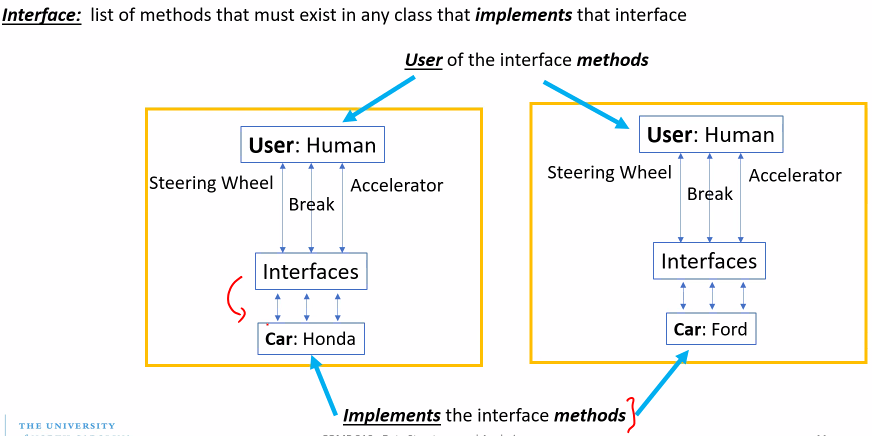 Interface: list of methods that must exist in any class that implements that interface
User of the interface methods
User: Human
Steering Wheel
Break
Accelerator
Interfaces
Car: Honda
User: Human
Steering Wheel
Break
Accelerator
Interfaces
Car: Ford
Implements the interface methods
THE UNIVERSITY